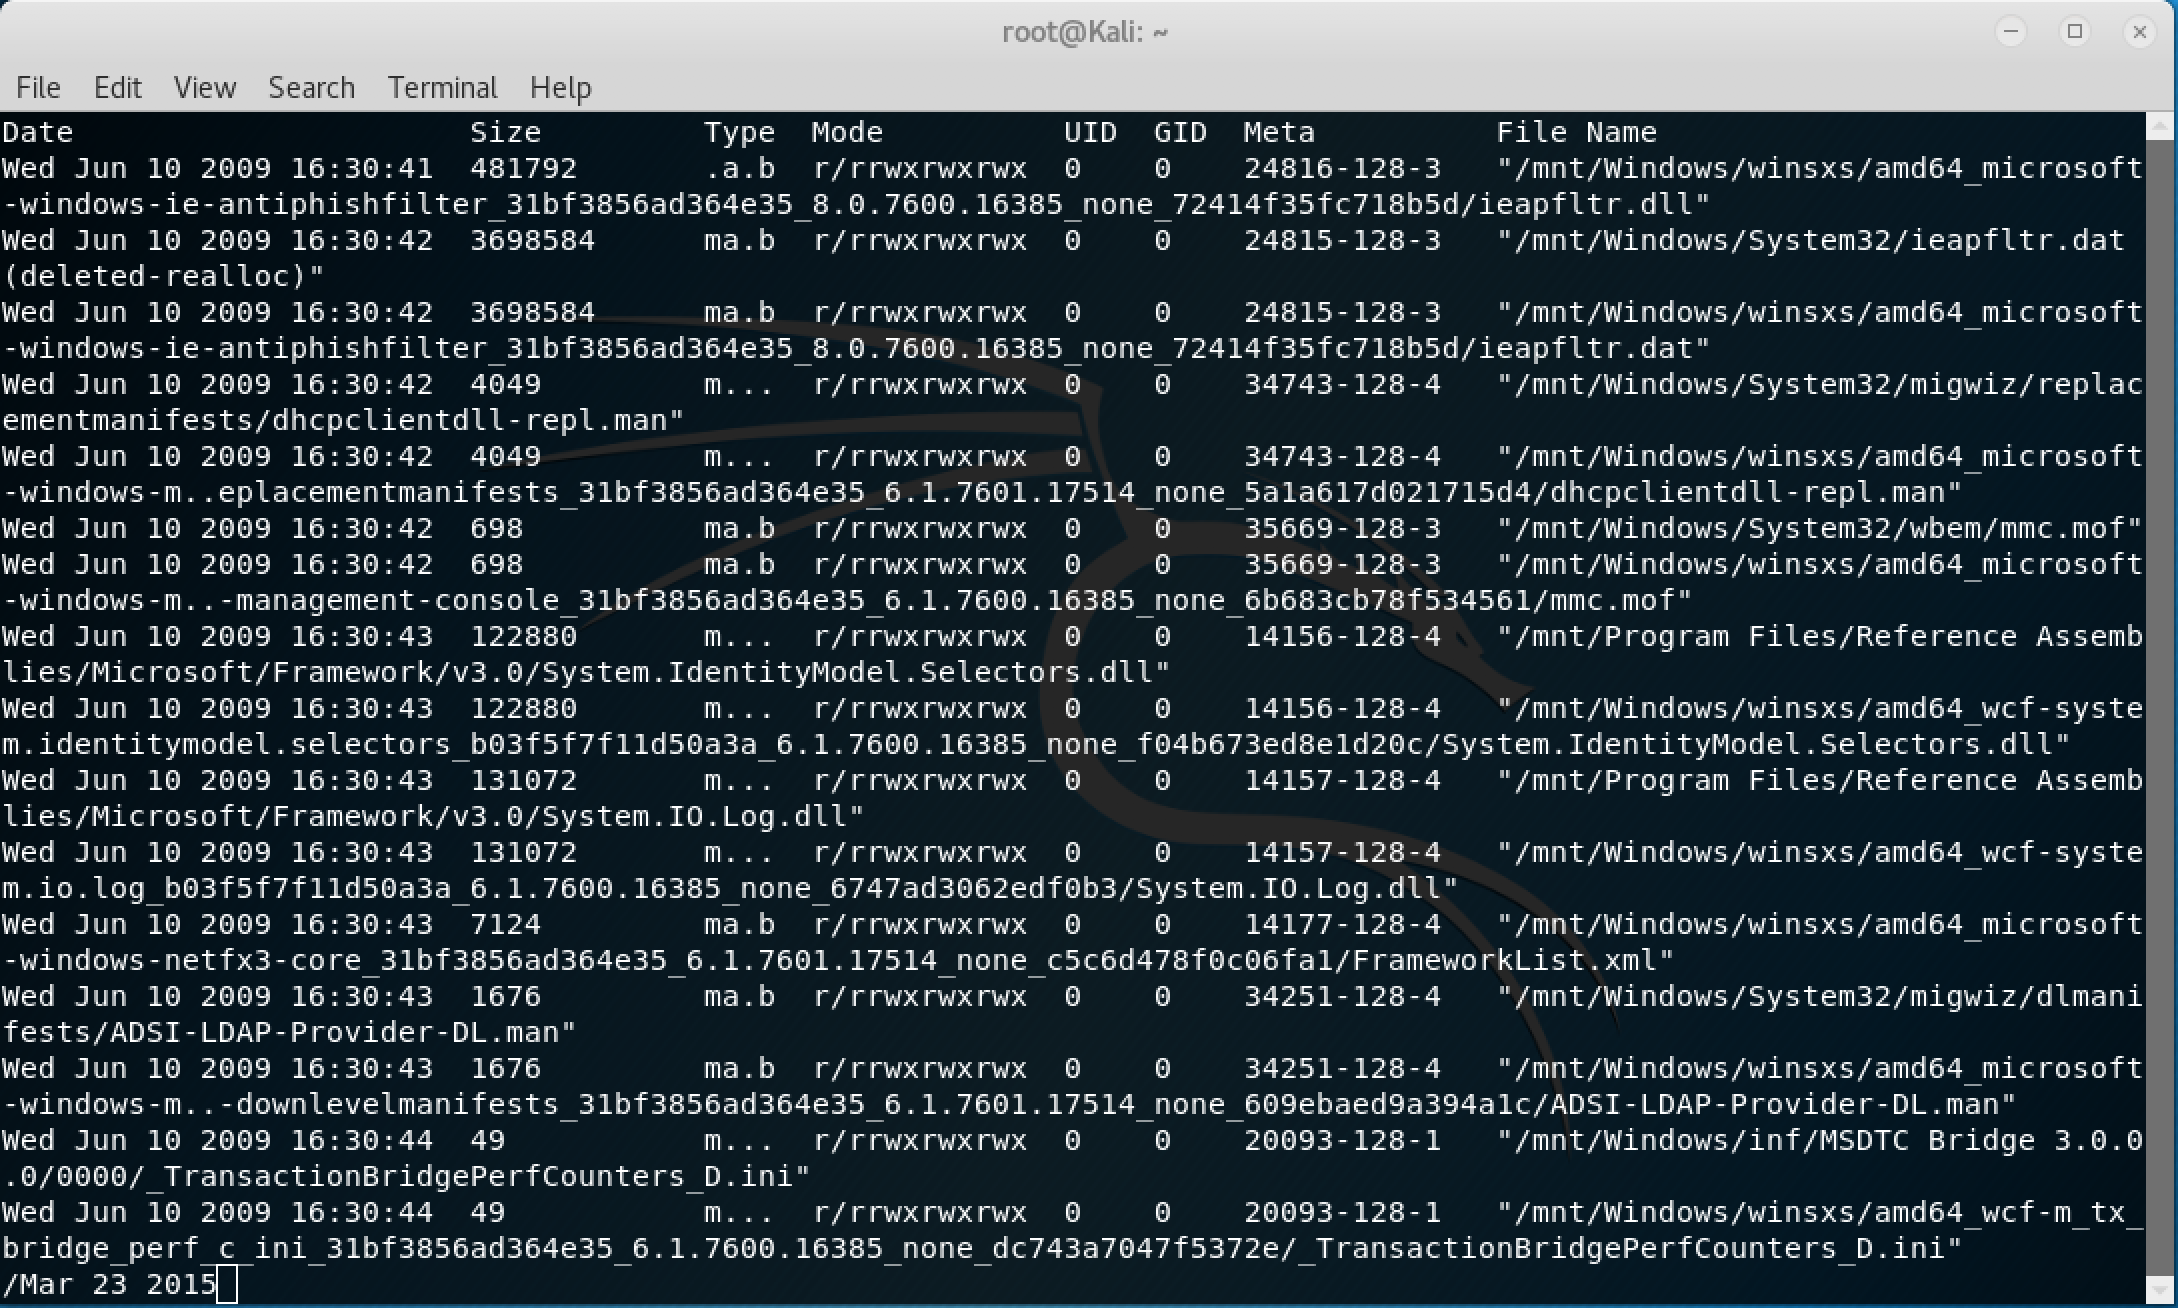 root@Kali: ~
File Edit View Search Terminal Help
Date Size Type Mode UID GID Meta File Name
Wed Jun 10 2009 16:30:41 481792 .a.b r/rrwxrwxrwx 0 0 24816-128-3 "/mnt/Windows/winsxs/amd64_microsoft
-windows-ie-antiphishfilter_31bf3856ad364e35_8.0.7600.16385_none_72414f35fc718b5d/ieapfltr.dll"
Wed Jun 10 2009 16:30:42 3698584 ma.b r/rrwxrwxrwx 0 0 24815-128-3 "/mnt/Windows/System32/ieapfltr.dat
(deleted-realloc)"
Wed Jun 10 2009 16:30:42 3698584 ma.b r/rrwxrwxrwx 0 0 24815-128-3 "/mnt/Windows/winsxs/amd64_microsoft
-windows-ie-antiphishfilter_31bf3856ad364e35_8.0.7600.16385_none_72414f35fc718b5d/ieapfltr.dat"
Wed Jun 10 2009 16:30:42 4049 m... r/rrwxrwxrwx 0 0 34743-128-4 "/mnt/Windows/System32/migwiz/replac
ementmanifests/dhcpclientdll-repl.man"
Wed Jun 10 2009 16:30:42 4049 m... r/rrwxrwxrwx 0 0 34743-128-4 "/mnt/Windows/winsxs/amd64_microsoft
-windows-m..eplacementmanifests_31bf3856ad364e35_6.1.7601.17514_none_5a1a617d021715d4/dhcpclientdll-repl.man"
Wed Jun 10 2009 16:30:42 698 ma.b r/rrwxrwxrwx 0 0 35669-128-3 "/mnt/Windows/System32/wbem/mmc.mof"
Wed Jun 10 2009 16:30:42 698 ma.b r/rrwxrwxrwx 0 0 35669-128-3 "/mnt/Windows/winsxs/amd64_microsoft
-windows-m..-management-console_31bf3856ad364e35_6.1.7600.16385_none_6b683cb78f534561/mmc.mof"
Wed Jun 10 2009 16:30:43 122880 m... r/rrwxrwxrwx 0 0 14156-128-4 "/mnt/Program Files/Reference Assemb
lies/Microsoft/Framework/v3.0/System.IdentityModel.Selectors.dll"
Wed Jun 10 2009 16:30:43 122880 m... r/rrwxrwxrwx 0 0 14156-128-4 "/mnt/Windows/winsxs/amd64_wcf-syste
m.identitymodel.selectors_b03f5f7f11d50a3a_6.1.7600.16385_none_f04b673ed8e1d20c/System.IdentityModel.Selectors.dll"
Wed Jun 10 2009 16:30:43 131072 m... r/rrwxrwxrwx 0 0 14157-128-4 "/mnt/Program Files/Reference Assemb
lies/Microsoft/Framework/v3.0/System.IO.Log.dll"
Wed Jun 10 2009 16:30:43 131072 m... r/rrwxrwxrwx 0 0 14157-128-4 "/mnt/Windows/winsxs/amd64_wcf-syste
m.io.log_b03f5f7f11d50a3a_6.1.7600.16385_none_6747ad3062edf0b3/System.IO.Log.dll"
Wed Jun 10 2009 16:30:43 7124 ma.b r/rrwxrwxrwx 0 0 14177-128-4 "/mnt/Windows/winsxs/amd64_microsoft
-windows-netfx3-core_31bf3856ad364e35_6.1.7601.17514_none_c5c6d478f0c06fa1/FrameworkList.xml"
Wed Jun 10 2009 16:30:43 1676 ma.b r/rrwxrwxrwx 0 0 34251-128-4 "/mnt/Windows/System32/migwiz/dlmani
fests/ADSI-LDAP-Provider-DL.man"
Wed Jun 10 2009 16:30:43 1676 ma.b r/rrwxrwxrwx 0 0 34251-128-4 "/mnt/Windows/winsxs/amd64_microsoft
-windows-m..-downlevelmanifests_31bf3856ad364e35_6.1.7601.17514_none_609ebaed9a394a1c/ADSI-LDAP-Provider-DL.man"
Wed Jun 10 2009 16:30:44 49 m... r/rrwxrwxrwx 0 0 20093-128-1 "/mnt/Windows/inf/MSDTC Bridge 3.0.0
.0/0000/_TransactionBridgePerfCounters_D.ini"
Wed Jun 10 2009 16:30:44 49 m... r/rrwxrwxrwx 0 0 20093-128-1 "/mnt/Windows/winsxs/amd64_wcf-m_tx_
bridge_perf_c_ini_31bf3856ad364e35_6.1.7600.16385_none_dc743a7047f5372e/_TransactionBridgePerfCounters_D.ini"
/Mar 23 2015